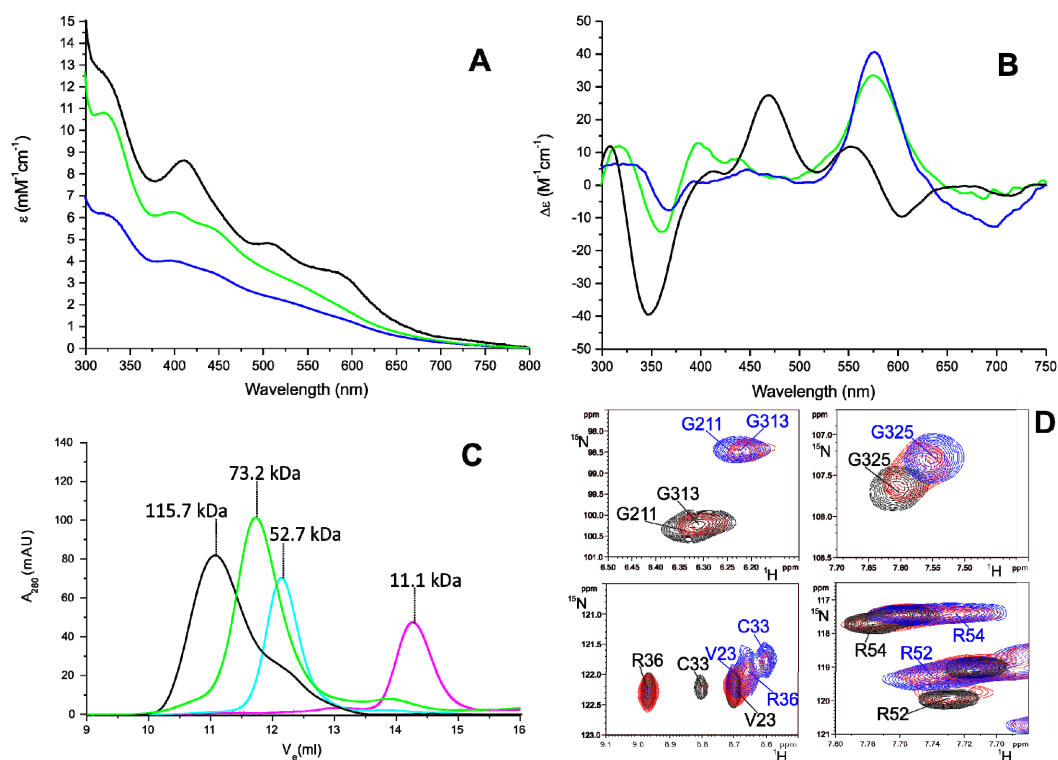 A
ε (mM⁻¹cm⁻¹)
15
14
13
12
11
10
9
8
7
6
5
4
3
2
1
0
300 350 400 450 500 550 600 650 700 750 800
Wavelength (nm)
B
Δε (M⁻¹cm⁻¹)
50
40
30
20
10
0
-10
-20
-30
-40
-50
300 350 400 450 500 550 600 650 700 750
Wavelength (nm)
C
A₂₈₀ (mAU)
140
120
100
80
60
40
20
0
73.2 kDa
115.7 kDa
52.7 kDa
11.1 kDa
9 10 11 12 13 14 15 16
Vₑ(ml)
D
ppm
¹⁵N
98.0
98.5
99.0
99.5
100.0
100.5
101.0
G211 G313
G313
G211
6.50 6.40 6.30 6.20 6.10 ¹H ppm
ppm
107.0
¹⁵N
107.5
108.0
108.5
G325
G325
7.70 7.65 7.60 7.55 7.50 ¹H ppm
ppm
¹⁵N
121.0
121.5
122.0
122.5
123.0
C33
V23
R36 C33
R36
V23
9.1 9.0 8.9 8.8 8.7 8.6 ¹H ppm
ppm
117
¹⁵N
118
119
120
121
R54
R54
R52
R52
7.80 7.78 7.76 7.74 7.72 7.70 ¹H ppm